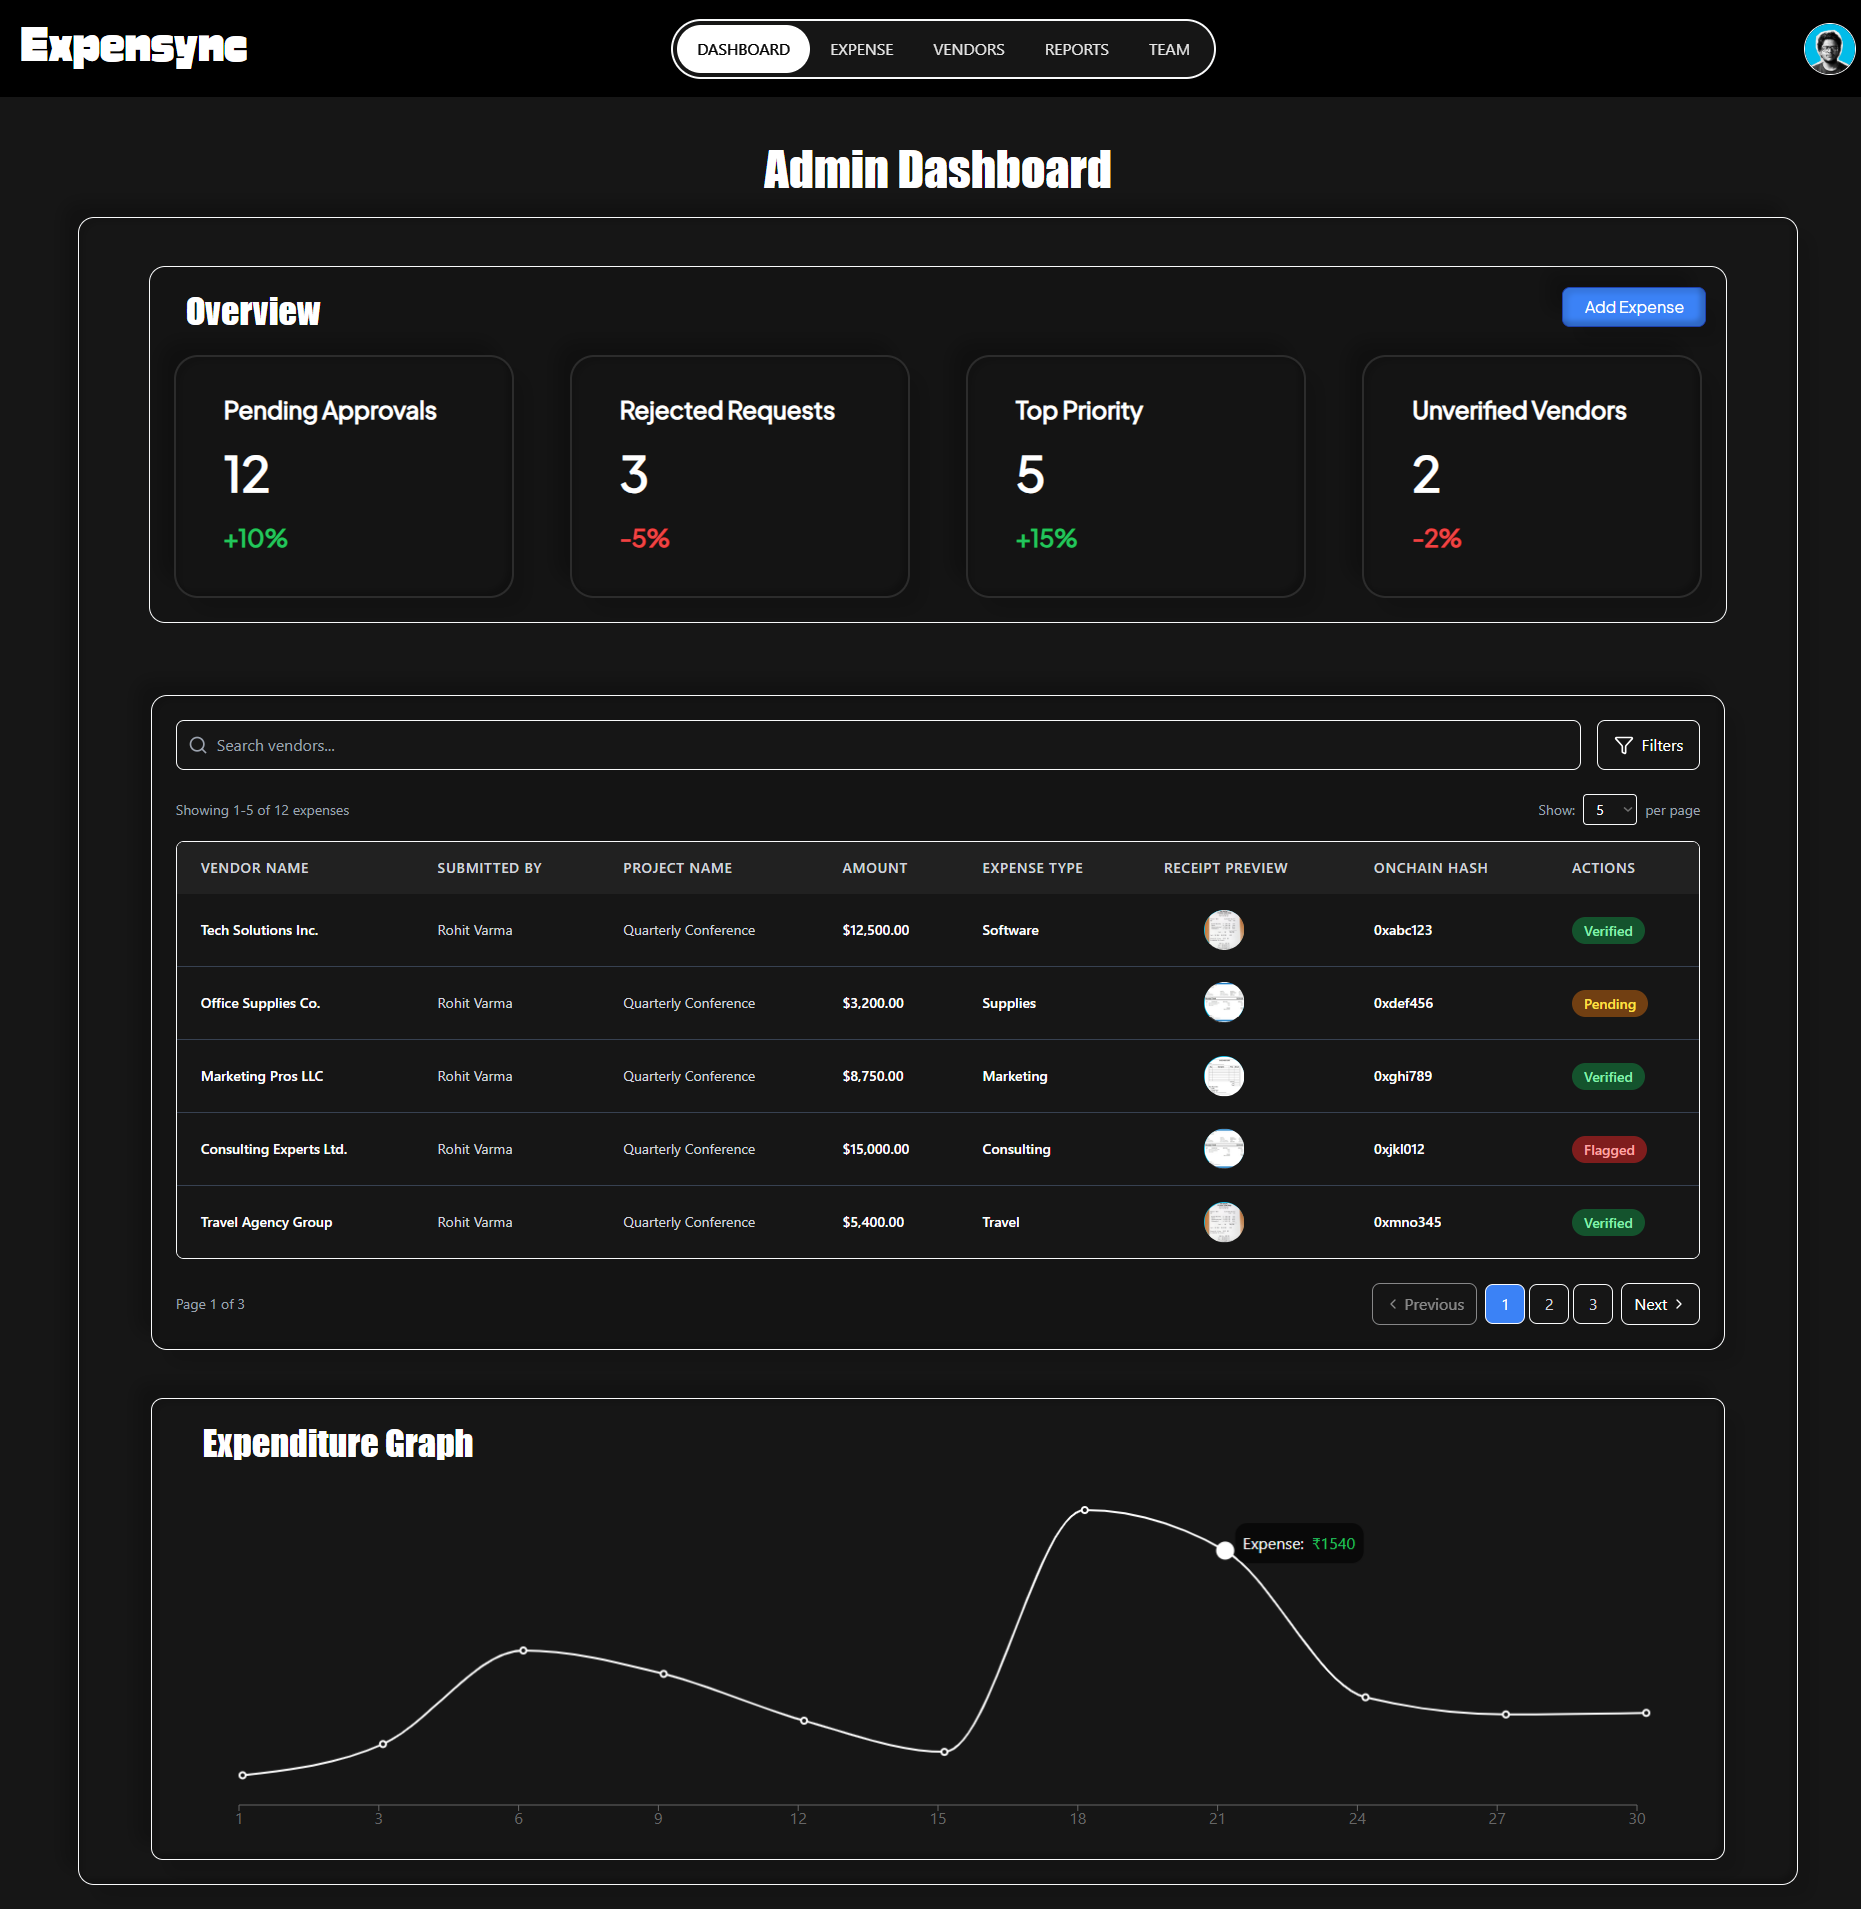 Expensync
DASHBOARD EXPENSE VENDORS REPORTS TEAM
Admin Dashboard
Overview
Add Expense
Pending Approvals
12
+10%
Rejected Requests
3
-5%
Top Priority
5
+15%
Unverified Vendors
2
-2%
Search vendors...
Filters
Showing 1-5 of 12 expenses
Show: 5 per page
VENDOR NAME SUBMITTED BY PROJECT NAME AMOUNT EXPENSE TYPE RECEIPT PREVIEW ONCHAIN HASH ACTIONS
Tech Solutions Inc. Rohit Varma Quarterly Conference $12,500.00 Software 0xabc123 Verified
Office Supplies Co. Rohit Varma Quarterly Conference $3,200.00 Supplies 0xdef456 Pending
Marketing Pros LLC Rohit Varma Quarterly Conference $8,750.00 Marketing 0xghi789 Verified
Consulting Experts Ltd. Rohit Varma Quarterly Conference $15,000.00 Consulting 0xjkl012 Flagged
Travel Agency Group Rohit Varma Quarterly Conference $5,400.00 Travel 0xmno345 Verified
Page 1 of 3
Previous 1 2 3 Next
Expenditure Graph
Expense: ₹1540
1 3 6 9 12 15 18 21 24 27 30